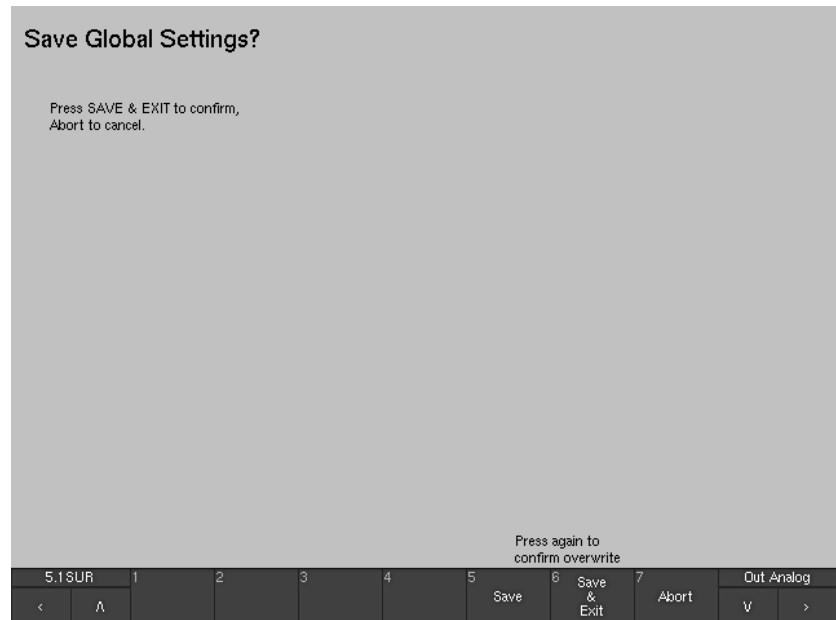 Save Global Settings?
Press SAVE & EXIT to confirm,
Abort to cancel.
Press again to
confirm overwrite
5.1SUR
< Λ
1
2
3
4
5
Save
6
Save
&
Exit
7
Abort
Out Analog
V >